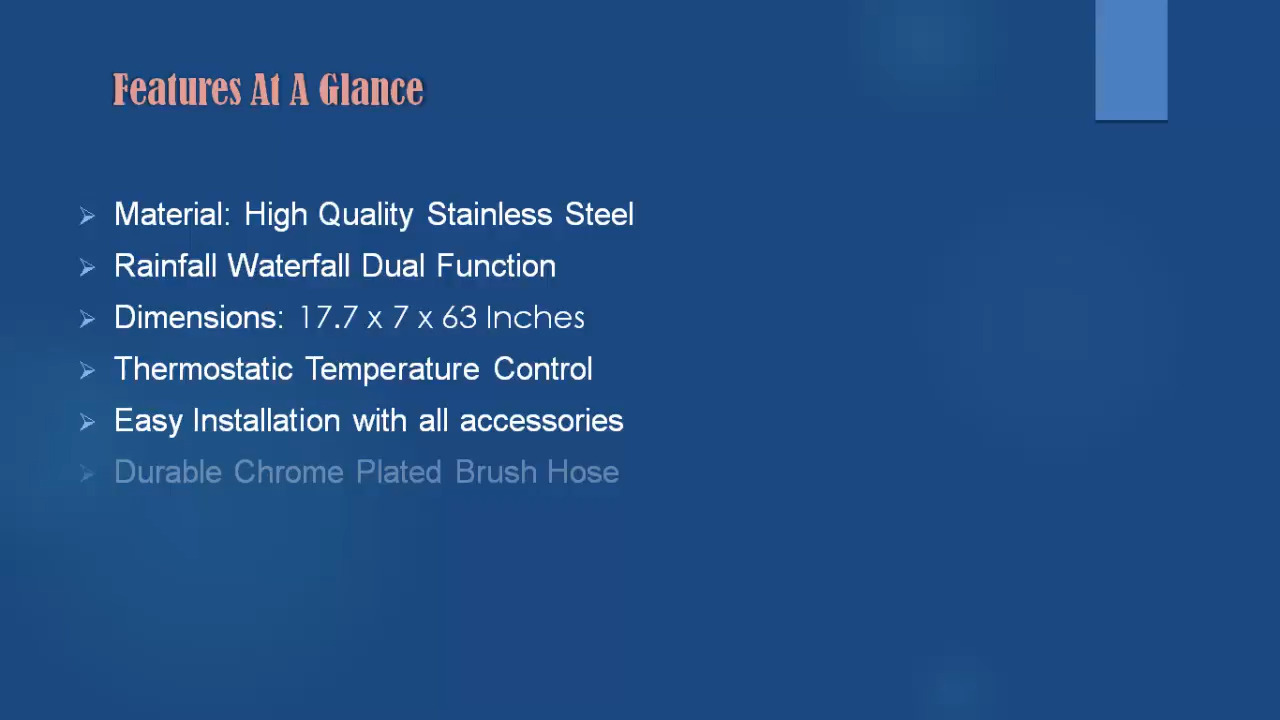 Features At A Glance
Material: High Quality Stainless Steel
Rainfall Waterfall Dual Function
Dimensions: 17.7 x 7 x 63 Inches
Thermostatic Temperature Control
Easy Installation with all accessories
Durable Chrome Plated Brush Hose